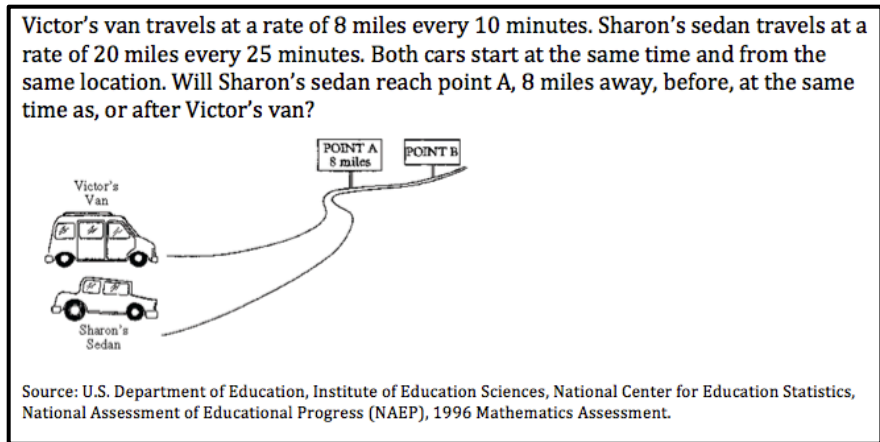 Victor’s van travels at a rate of 8 miles every 10 minutes. Sharon’s sedan travels at a
rate of 20 miles every 25 minutes. Both cars start at the same time and from the
same location. Will Sharon’s sedan reach point A, 8 miles away, before, at the same
time as, or after Victor’s van?
POINT A
8 miles
POINT B
Victor's
Van
Sharon's
Sedan
Source: U.S. Department of Education, Institute of Education Sciences, National Center for Education Statistics,
National Assessment of Educational Progress (NAEP), 1996 Mathematics Assessment.